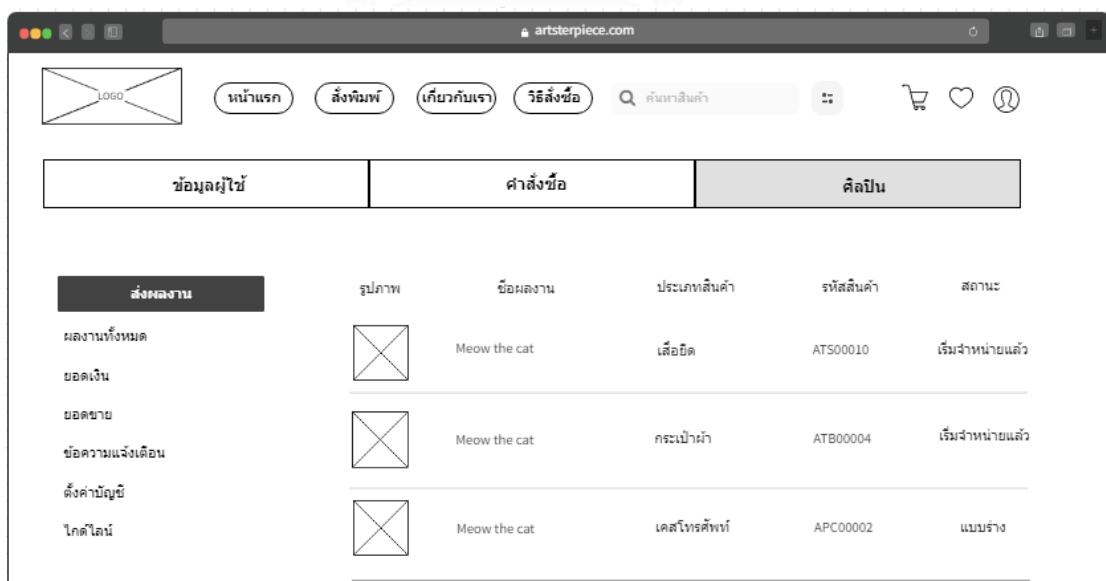 artsterpiece.com
LOGO
หน้าแรก สั่งพิมพ์ เกี่ยวกับเรา วิธีสั่งซื้อ ค้นหาสินค้า
ข้อมูลผู้ใช้ คำสั่งซื้อ ศิลปิน
ส่งผลงาน
ผลงานทั้งหมด
ยอดเงิน
ยอดขาย
ข้อความแจ้งเตือน
ตั้งค่าบัญชี
ไกด์ไลน์
รูปภาพ ชื่อผลงาน ประเภทสินค้า รหัสสินค้า สถานะ
Meow the cat เสื้อยืด ATS00010 เริ่มจำหน่ายแล้ว
Meow the cat กระเป๋าผ้า ATB00004 เริ่มจำหน่ายแล้ว
Meow the cat เคสโทรศัพท์ APC00002 แบบร่าง